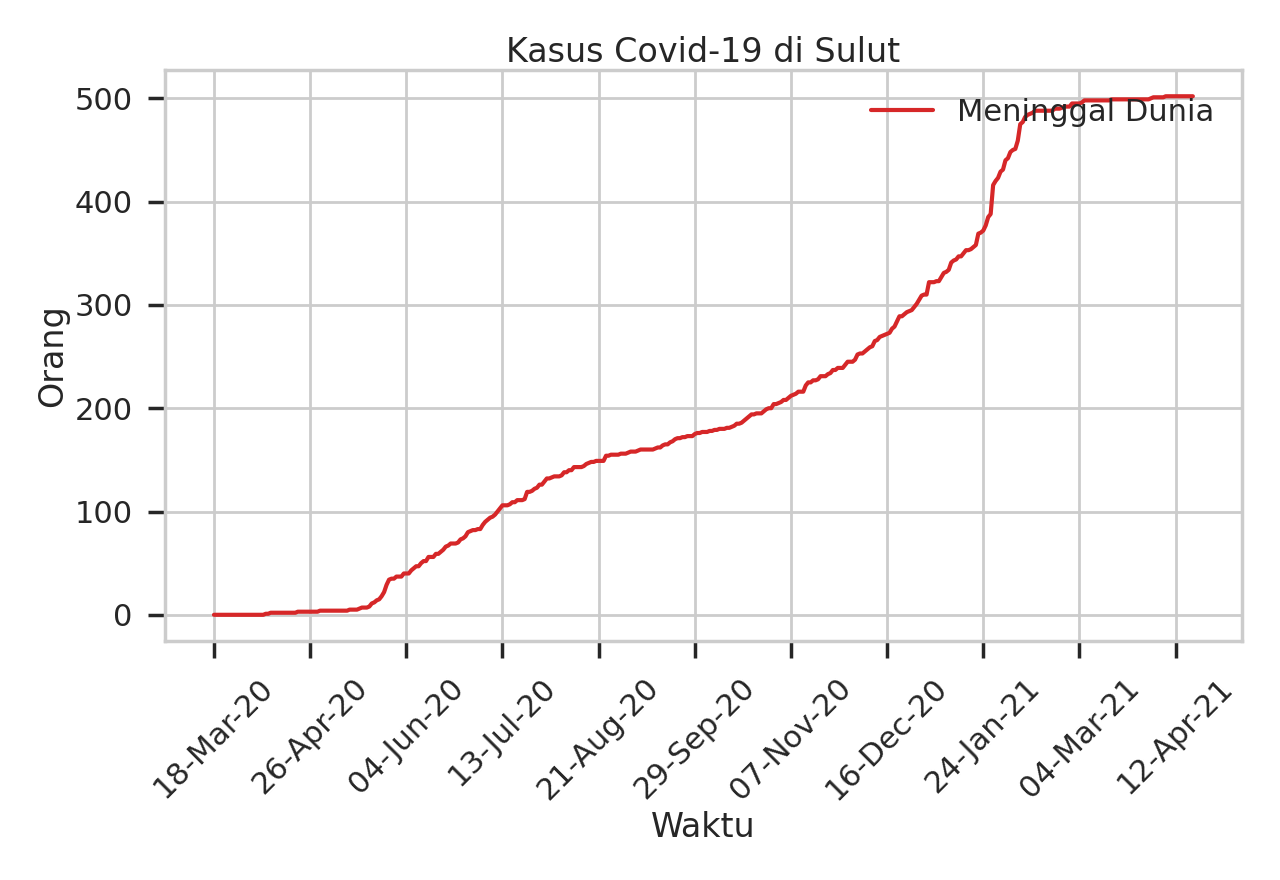 Kasus Covid-19 di Sulut
Meninggal Dunia
Orang
500
400
300
200
100
0
18-Mar-20
26-Apr-20
04-Jun-20
13-Jul-20
21-Aug-20
29-Sep-20
07-Nov-20
16-Dec-20
24-Jan-21
04-Mar-21
12-Apr-21
Waktu